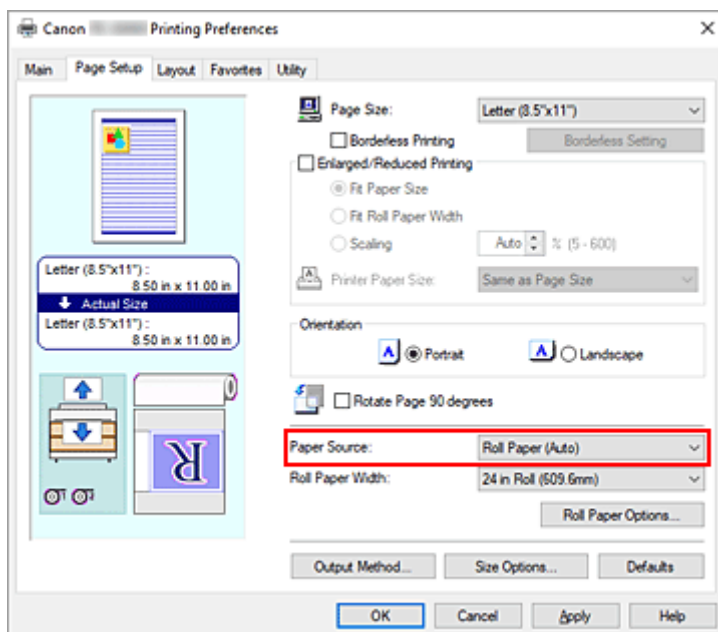 Canon Printing Preferences
Main Page Setup Layout Favorites Utility
Page Size: Letter (8.5"x11")
Borderless Printing Borderless Setting
Enlarged/Reduced Printing
Fit Paper Size
Fit Roll Paper Width
Scaling Auto % (5 - 600)
Printer Paper Size: Same as Page Size
Letter (8.5"x11") :
8.50 in x 11.00 in
Actual Size
Letter (8.5"x11") :
8.50 in x 11.00 in
Orientation
A Portrait A Landscape
Rotate Page 90 degrees
Paper Source: Roll Paper (Auto)
Roll Paper Width: 24 in Roll (609.6mm)
R
Roll Paper Options...
Output Method... Size Options... Defaults
OK Cancel Apply Help